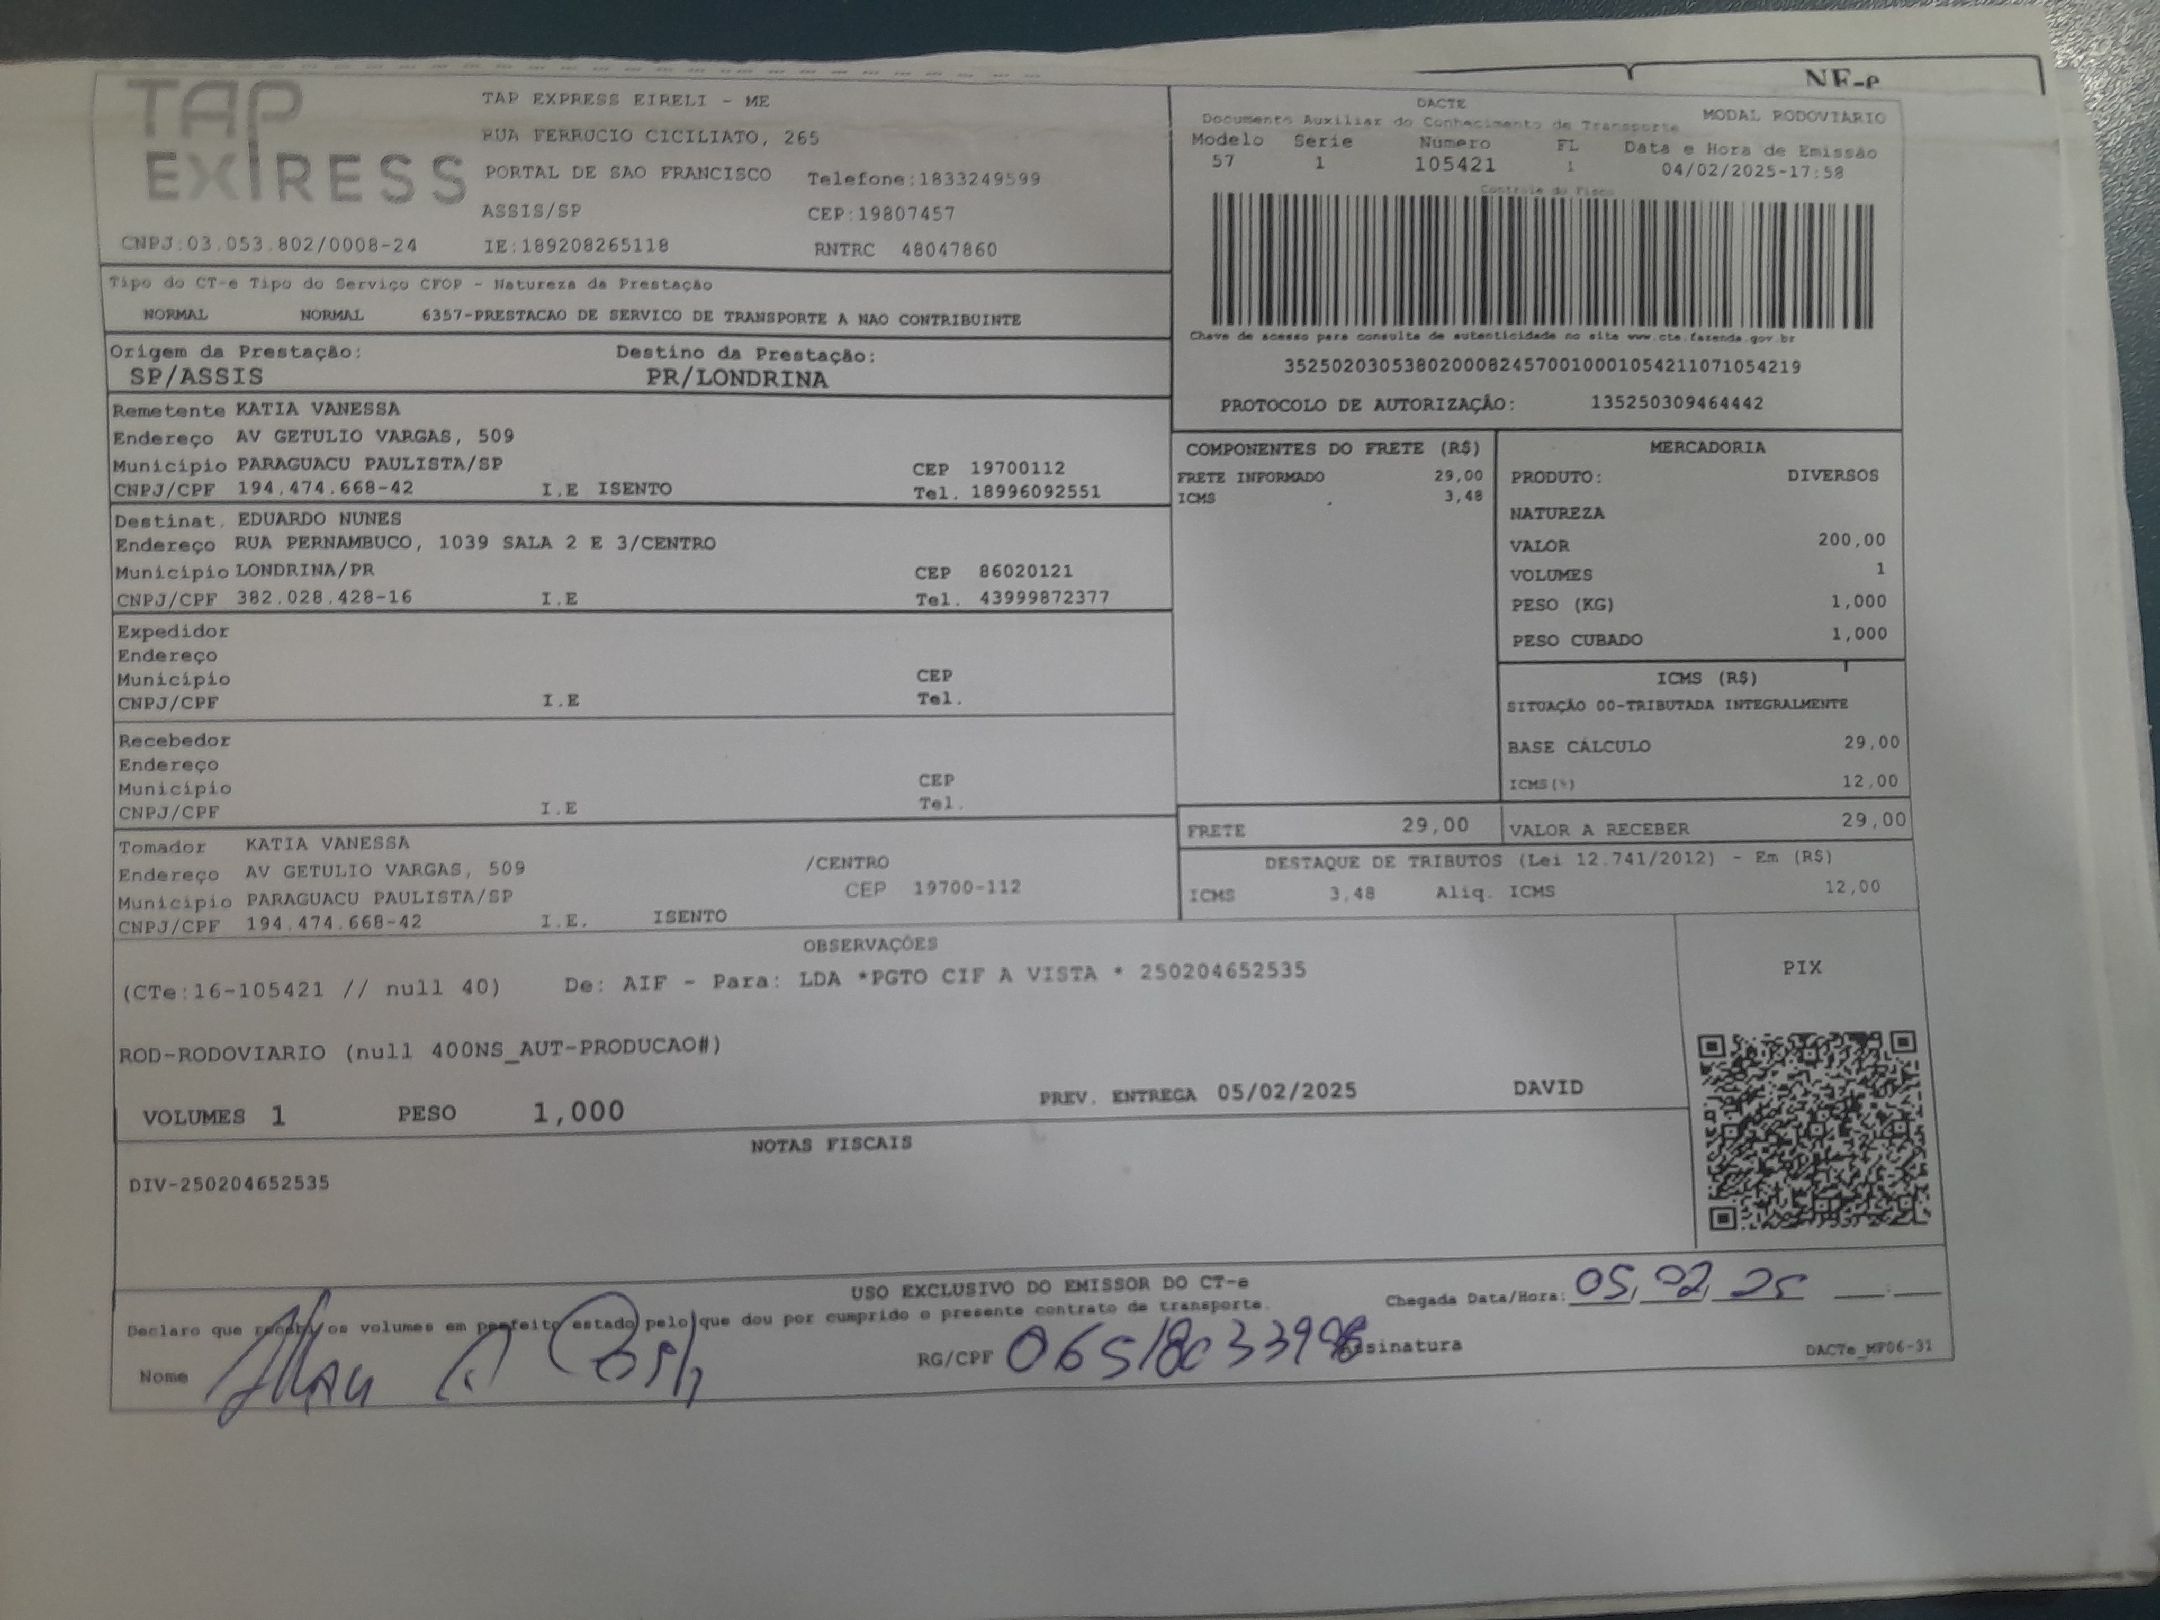 NF-e
TAP EXPRESS
TAP EXPRESS EIRELI - ME
RUA FERRUCIO CICILIATO, 265
PORTAL DE SAO FRANCISCO Telefone:1833249599
ASSIS/SP CEP:19807457
CNPJ:03.053.802/0008-24 IE:189208265118 RNTRC 48047860
DACTE
Documento Auxiliar do Conhecimento de Transporte MODAL RODOVIARIO
Modelo Serie Numero FL Data e Hora de Emissão
57 1 105421 1 04/02/2025-17:58
Controle do Fisco
Chave de acesso para consulta de autenticidade no site www.cte.fazenda.gov.br
35250203053802000824570010001054211071054219
PROTOCOLO DE AUTORIZAÇÃO: 135250309464442
Tipo do CT-e Tipo do Serviço CFOP - Natureza da Prestação
NORMAL NORMAL 6357-PRESTACAO DE SERVICO DE TRANSPORTE A NAO CONTRIBUINTE
Origem da Prestação: Destino da Prestação:
SP/ASSIS PR/LONDRINA
Remetente KATIA VANESSA
Endereço AV GETULIO VARGAS, 509
Município PARAGUACU PAULISTA/SP CEP 19700112
CNPJ/CPF 194.474.668-42 I.E ISENTO Tel. 18996092551
Destinat. EDUARDO NUNES
Endereço RUA PERNAMBUCO, 1039 SALA 2 E 3/CENTRO
Município LONDRINA/PR CEP 86020121
CNPJ/CPF 382.028.428-16 I.E Tel. 43999872377
Expedidor
Endereço
Município CEP
CNPJ/CPF I.E Tel.
Recebedor
Endereço
Município CEP
CNPJ/CPF I.E Tel.
Tomador KATIA VANESSA
Endereço AV GETULIO VARGAS, 509 /CENTRO
Município PARAGUACU PAULISTA/SP CEP 19700-112
CNPJ/CPF 194.474.668-42 I.E. ISENTO
COMPONENTES DO FRETE (R$)
FRETE INFORMADO 29,00
ICMS 3,48
MERCADORIA
PRODUTO: DIVERSOS
NATUREZA
VALOR 200,00
VOLUMES 1
PESO (KG) 1,000
PESO CUBADO 1,000
ICMS (R$)
SITUAÇÃO 00-TRIBUTADA INTEGRALMENTE
BASE CÁLCULO 29,00
ICMS(%) 12,00
FRETE 29,00 VALOR A RECEBER 29,00
DESTAQUE DE TRIBUTOS (Lei 12.741/2012) - Em (R$)
ICMS 3,48 Aliq. ICMS 12,00
OBSERVAÇÕES
(CTe:16-105421 // null 40) De: AIF - Para: LDA *PGTO CIF A VISTA * 250204652535
ROD-RODOVIARIO (null 400NS_AUT-PRODUCAO#)
PREV. ENTREGA 05/02/2025 DAVID
VOLUMES 1 PESO 1,000
PIX
NOTAS FISCAIS
DIV-250204652535
USO EXCLUSIVO DO EMISSOR DO CT-e
Declaro que recebi os volumes em perfeito estado pelo que dou por cumprido o presente contrato de transporte.
Chegada Data/Hora: 05,02,25 :
Nome RG/CPF Assinatura
DACTe_MF06-31